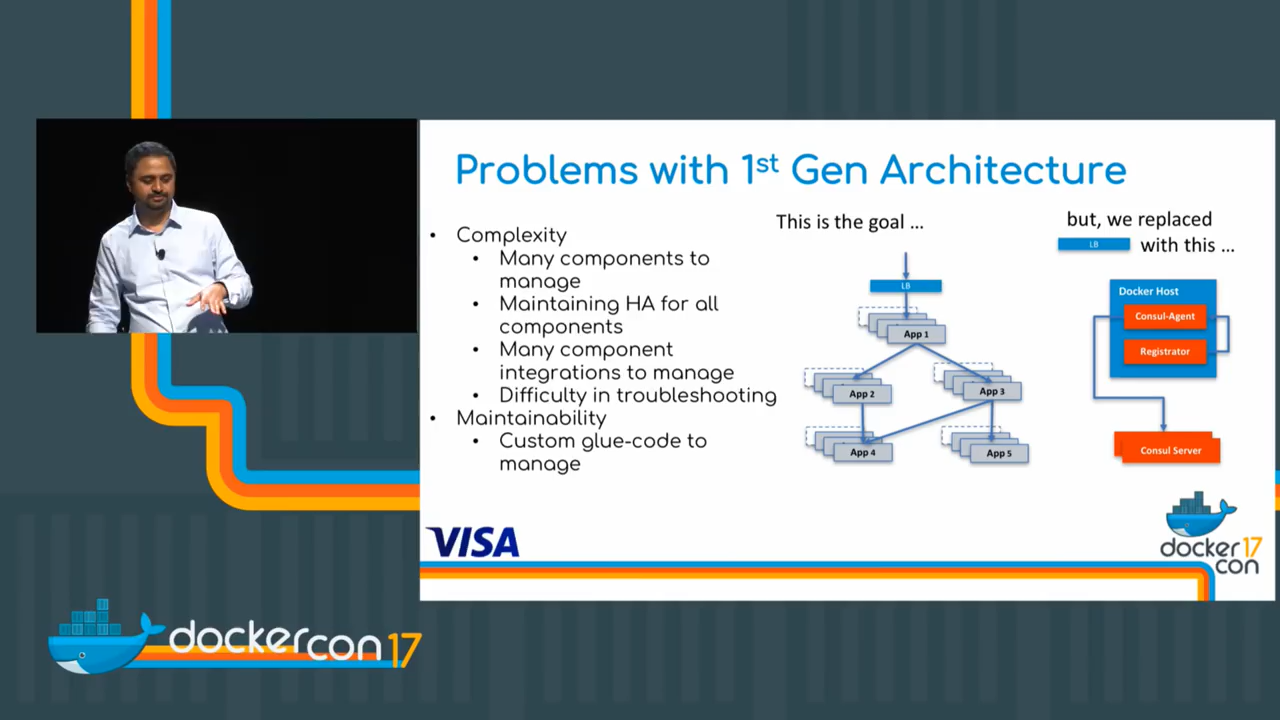 Problems with 1st Gen Architecture
• Complexity
• Many components to
manage
• Maintaining HA for all
components
• Many component
integrations to manage
• Difficulty in troubleshooting
• Maintainability
• Custom glue-code to
manage
This is the goal ...
LB
App 1
App 2
App 3
App 4
App 5
but, we replaced
LB with this ...
Docker Host
Consul-Agent
Registrator
Consul Server
VISA
docker 17
con
dockercon 17